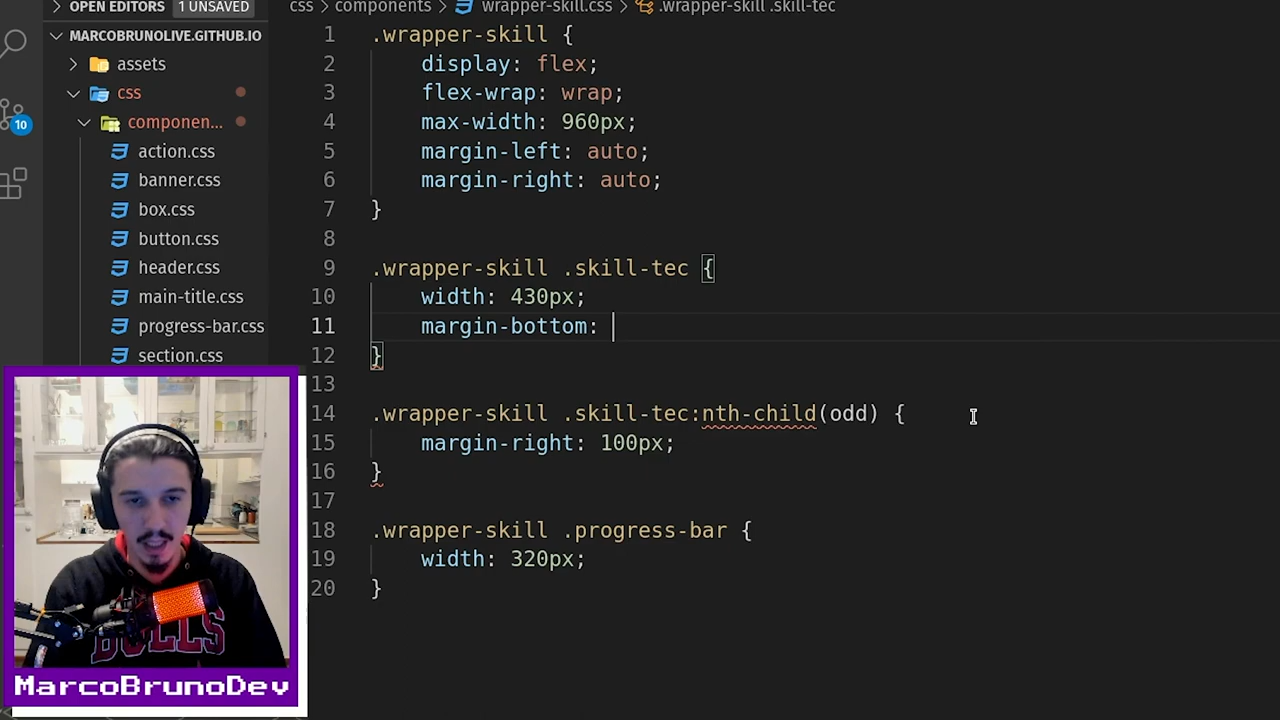 OPEN EDITORS 1 UNSAVED
MARCOBRUNOLIVE.GITHUB.IO
assets
css
componen...
action.css
banner.css
box.css
button.css
header.css
main-title.css
progress-bar.css
section.css
10
css > components > wrapper-skill.css > .wrapper-skill .skill-tec
1 .wrapper-skill {
2 display: flex;
3 flex-wrap: wrap;
4 max-width: 960px;
5 margin-left: auto;
6 margin-right: auto;
7 }
8
9 .wrapper-skill .skill-tec {
10 width: 430px;
11 margin-bottom:
12 }
13
14 .wrapper-skill .skill-tec:nth-child(odd) {
15 margin-right: 100px;
16 }
17
18 .wrapper-skill .progress-bar {
19 width: 320px;
20 }
BULLS
MarcoBrunoDev